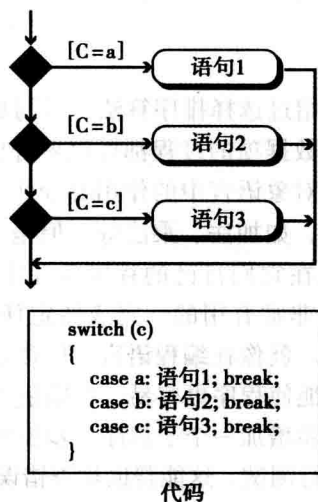 [C=a]
语句1
[C=b]
语句2
[C=c]
语句3
switch (c)
{
case a: 语句1; break;
case b: 语句2; break;
case c: 语句3; break;
}
代码